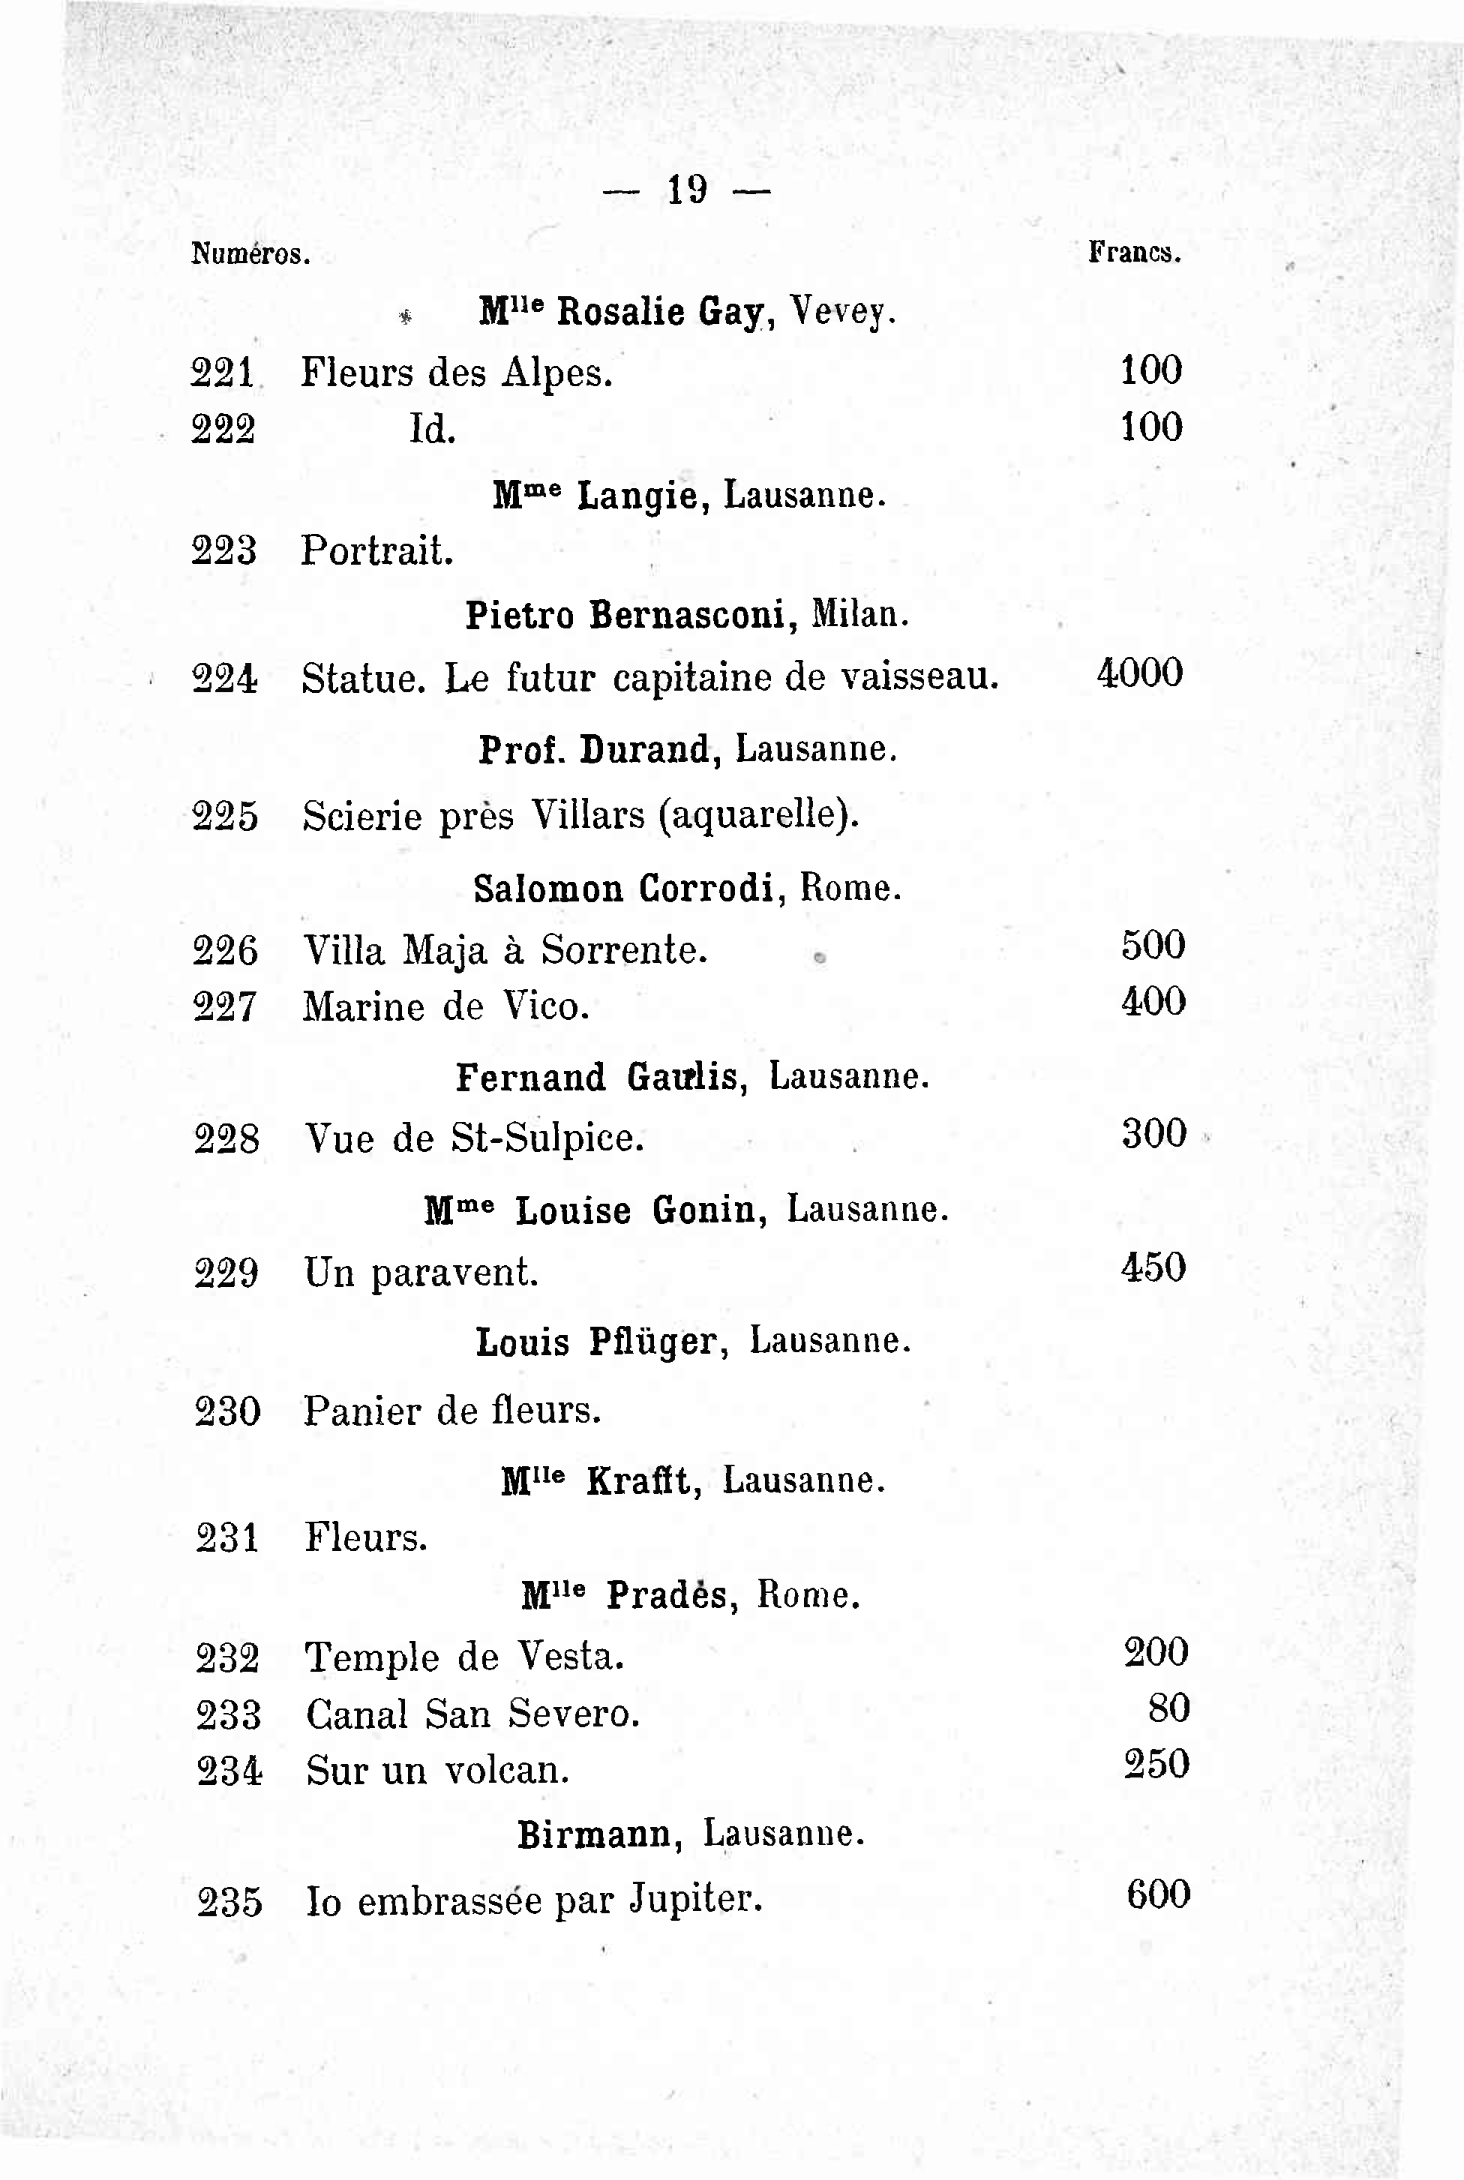 — 19 —
Numéros. Francs.
Mlle Rosalie Gay, Vevey.
221 Fleurs des Alpes. 100
222 Id. 100
Mme Langie, Lausanne.
223 Portrait.
Pietro Bernasconi, Milan.
224 Statue. Le futur capitaine de vaisseau. 4000
Prof. Durand, Lausanne.
225 Scierie près Villars (aquarelle).
Salomon Corrodi, Rome.
226 Villa Maja à Sorrente. 500
227 Marine de Vico. 400
Fernand Gaulis, Lausanne.
228 Vue de St-Sulpice. 300
Mme Louise Gonin, Lausanne.
229 Un paravent. 450
Louis Pflüger, Lausanne.
230 Panier de fleurs.
Mlle Krafft, Lausanne.
231 Fleurs.
Mlle Pradès, Rome.
232 Temple de Vesta. 200
233 Canal San Severo. 80
234 Sur un volcan. 250
Birmann, Lausanne.
235 Io embrassée par Jupiter. 600